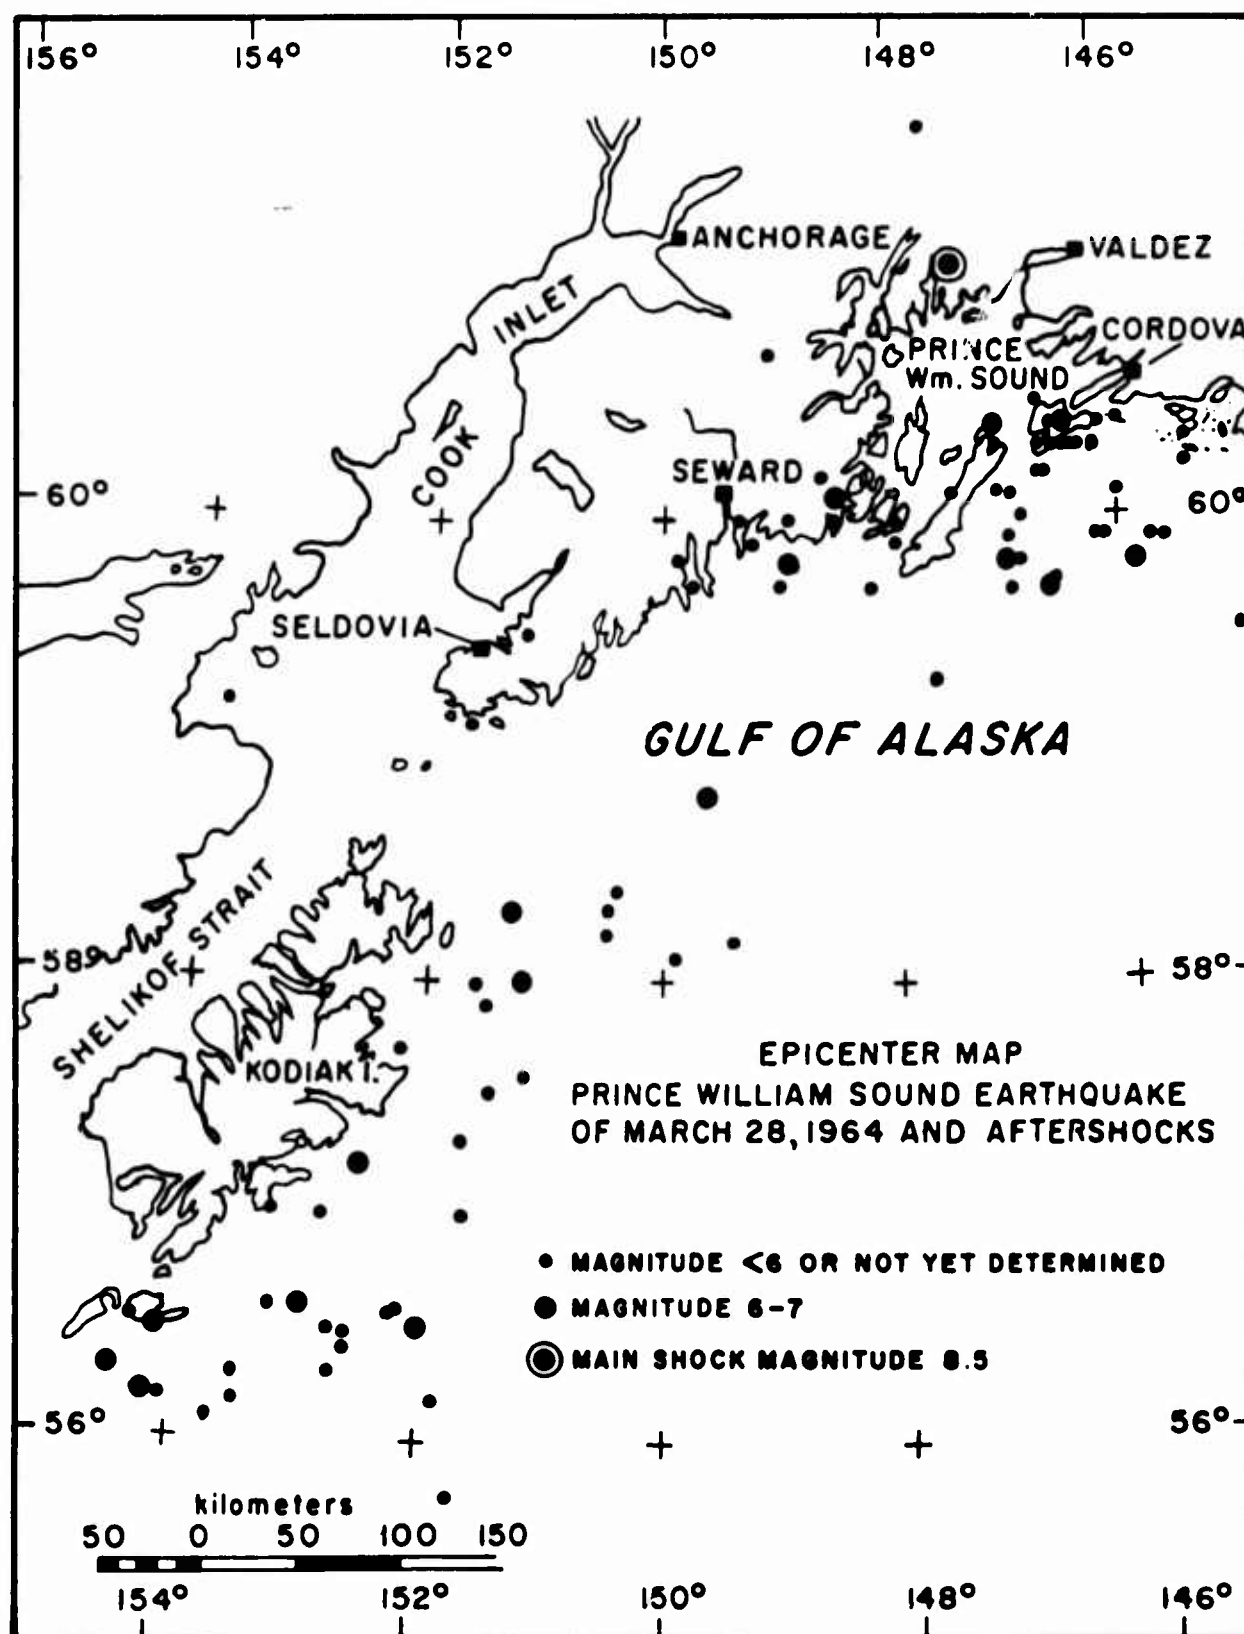 156° 154° 152° 150° 148° 146°
ANCHORAGE
VALDEZ
INLET
CORDOVA
PRINCE
Wm. SOUND
COOK
SEWARD
60° 60°
SELDOVIA
GULF OF ALASKA
SHELIKOF STRAIT
58° 58°
KODIAK I.
EPICENTER MAP
PRINCE WILLIAM SOUND EARTHQUAKE
OF MARCH 28, 1964 AND AFTERSHOCKS
MAGNITUDE <6 OR NOT YET DETERMINED
MAGNITUDE 6-7
MAIN SHOCK MAGNITUDE 8.5
56° 56°
kilometers
50 0 50 100 150
154° 152° 150° 148° 146°